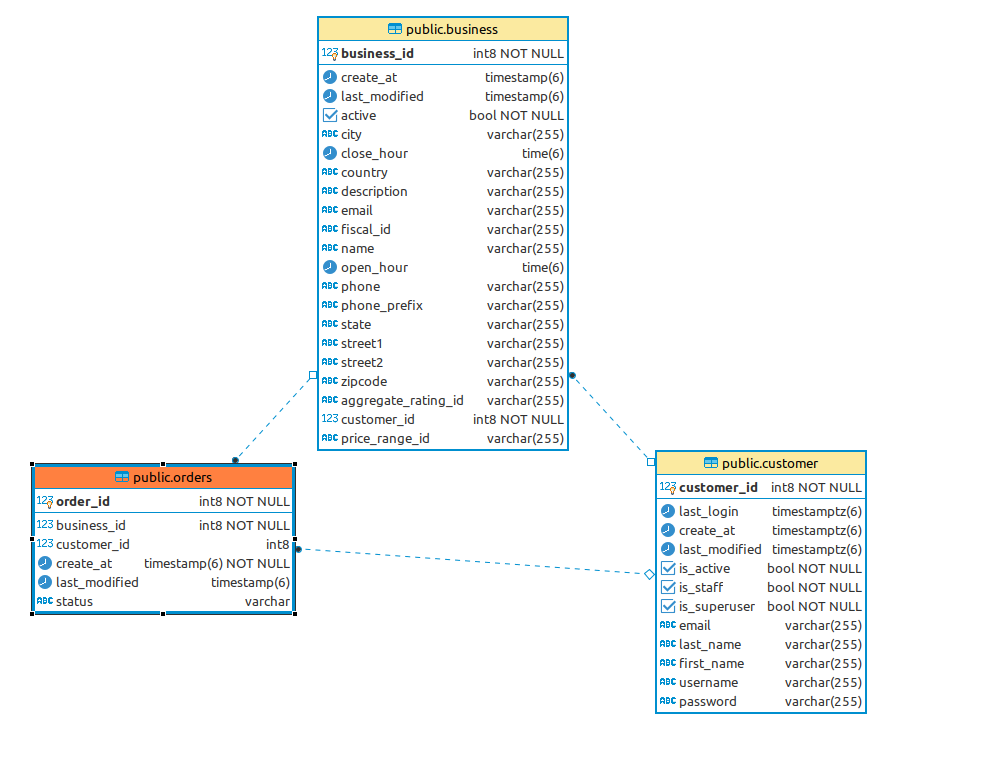 public.business
123 business_id int8 NOT NULL
create_at timestamp(6)
last_modified timestamp(6)
active bool NOT NULL
ABC city varchar(255)
close_hour time(6)
ABC country varchar(255)
ABC description varchar(255)
ABC email varchar(255)
ABC fiscal_id varchar(255)
ABC name varchar(255)
open_hour time(6)
ABC phone varchar(255)
ABC phone_prefix varchar(255)
ABC state varchar(255)
ABC street1 varchar(255)
ABC street2 varchar(255)
ABC zipcode varchar(255)
ABC aggregate_rating_id varchar(255)
123 customer_id int8 NOT NULL
ABC price_range_id varchar(255)
public.orders
123 order_id int8 NOT NULL
123 business_id int8 NOT NULL
123 customer_id int8
create_at timestamp(6) NOT NULL
last_modified timestamp(6)
ABC status varchar
public.customer
123 customer_id int8 NOT NULL
last_login timestamptz(6)
create_at timestamptz(6)
last_modified timestamptz(6)
is_active bool NOT NULL
is_staff bool NOT NULL
is_superuser bool NOT NULL
ABC email varchar(255)
ABC last_name varchar(255)
ABC first_name varchar(255)
ABC username varchar(255)
ABC password varchar(255)